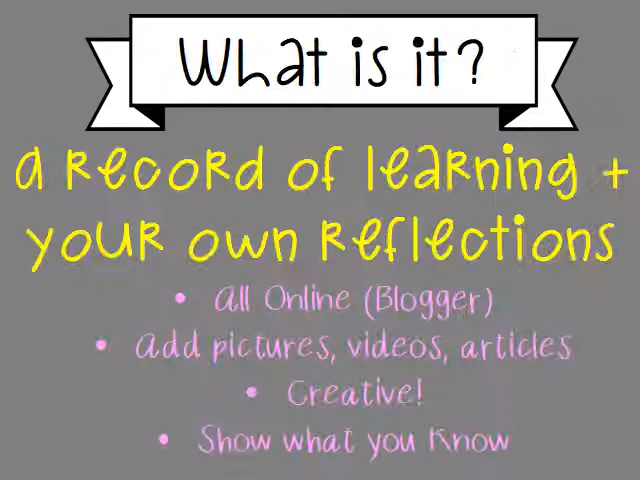 What is it?
a record of learning +
your own reflections
• All Online (Blogger)
• Add pictures, videos, articles
• Creative!
• Show what you know